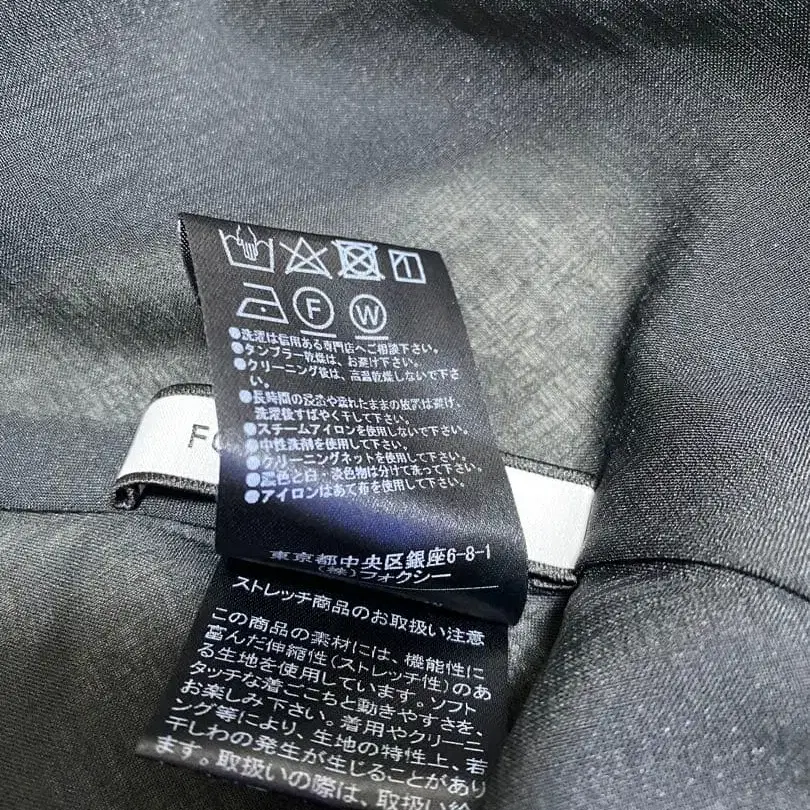 F
W
●洗濯は信用ある専門店へご相談下さい。
●タンブラー乾燥は、お避け下さい。
●クリーニング後は、高温乾燥しないで下さ
い。
●長時間の浸漬や濡れたままの放置は避け、
洗濯後すばやく干して下さい。
●スチームアイロンを使用しないで下さい。
●中性洗剤を使用して下さい。
●クリーニングネットを使用して下さい。
●濃色と白・淡色物は分けて洗って下さい。
●アイロンはあて布を使用して下さい。
FO
東京都中央区銀座6-8-1
(株)フォクシー
ストレッチ商品のお取扱い注意
この商品の素材には、機能性に
富んだ伸縮性(ストレッチ性)のあ
る生地を使用しています。ソフト
タッチな着ごこちと動きやすさを、
お楽しみ下さい。着用やクリーニ
ング等により、生地の特性上、若
干しわの発生が生じることがあり
ます。取扱いの際は、取扱い絵